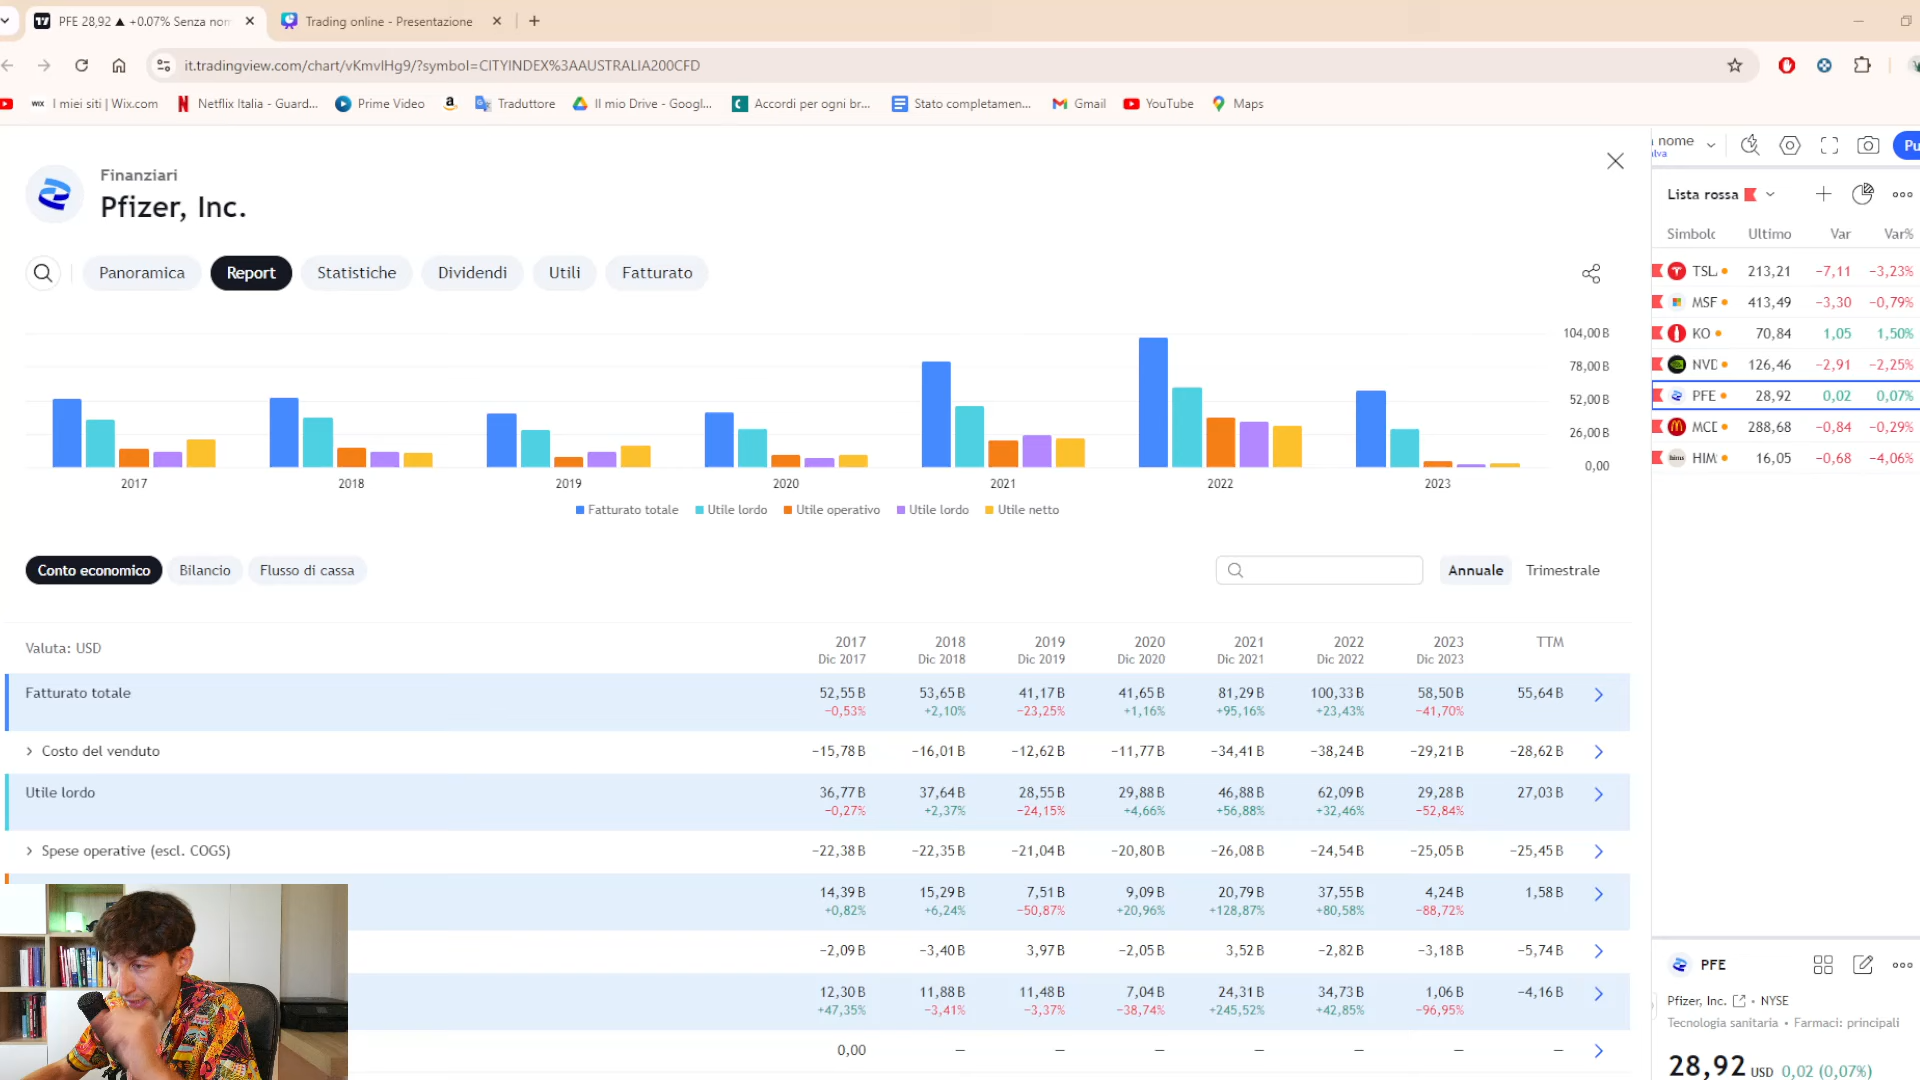 PFE 28,92 ▲ +0.07% Senza nom
Trading online - Presentazione
it.tradingview.com/chart/vKmvlHg9/?symbol=CITYINDEX%3AAUSTRALIA200CFD
WIX I miei siti | Wix.com
Netflix Italia - Guard...
Prime Video
Traduttore
Il mio Drive - Googl...
Accordi per ogni br...
Stato completamen...
Gmail
YouTube
Maps
Finanziari
Pfizer, Inc.
Panoramica Report Statistiche Dividendi Utili Fatturato
104,00 B
78,00 B
52,00 B
26,00 B
0,00
2017 2018 2019 2020 2021 2022 2023
Fatturato totale Utile lordo Utile operativo Utile lordo Utile netto
Conto economico Bilancio Flusso di cassa
Annuale Trimestrale
Valuta: USD
2017 2018 2019 2020 2021 2022 2023 TTM
Dic 2017 Dic 2018 Dic 2019 Dic 2020 Dic 2021 Dic 2022 Dic 2023
Fatturato totale 52,55 B 53,65 B 41,17 B 41,65 B 81,29 B 100,33 B 58,50 B 55,64 B
−0,53% +2,10% −23,25% +1,16% +95,16% +23,43% −41,70%
Costo del venduto −15,78 B −16,01 B −12,62 B −11,77 B −34,41 B −38,24 B −29,21 B −28,62 B
Utile lordo 36,77 B 37,64 B 28,55 B 29,88 B 46,88 B 62,09 B 29,28 B 27,03 B
−0,27% +2,37% −24,15% +4,66% +56,88% +32,46% −52,84%
Spese operative (escl. COGS) −22,38 B −22,35 B −21,04 B −20,80 B −26,08 B −24,54 B −25,05 B −25,45 B
14,39 B 15,29 B 7,51 B 9,09 B 20,79 B 37,55 B 4,24 B 1,58 B
+0,82% +6,24% −50,87% +20,96% +128,87% +80,58% −88,72%
−2,09 B −3,40 B 3,97 B −2,05 B 3,52 B −2,82 B −3,18 B −5,74 B
12,30 B 11,88 B 11,48 B 7,04 B 24,31 B 34,73 B 1,06 B −4,16 B
+47,35% −3,41% −3,37% −38,74% +245,52% +42,85% −96,95%
0,00 — — — — — — —
nome
lva
Pu
Lista rossa
Simbolo Ultimo Var Var%
TSL 213,21 −7,11 −3,23%
MSF 413,49 −3,30 −0,79%
KO 70,84 1,05 1,50%
NVD 126,46 −2,91 −2,25%
PFE 28,92 0,02 0,07%
MCD 288,68 −0,84 −0,29%
hims HIM 16,05 −0,68 −4,06%
PFE
Pfizer, Inc. • NYSE
Tecnologia sanitaria • Farmaci: principali
28,92 USD 0,02 (0,07%)